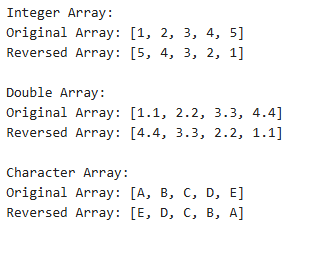 Integer Array:
Original Array: [1, 2, 3, 4, 5]
Reversed Array: [5, 4, 3, 2, 1]
Double Array:
Original Array: [1.1, 2.2, 3.3, 4.4]
Reversed Array: [4.4, 3.3, 2.2, 1.1]
Character Array:
Original Array: [A, B, C, D, E]
Reversed Array: [E, D, C, B, A]